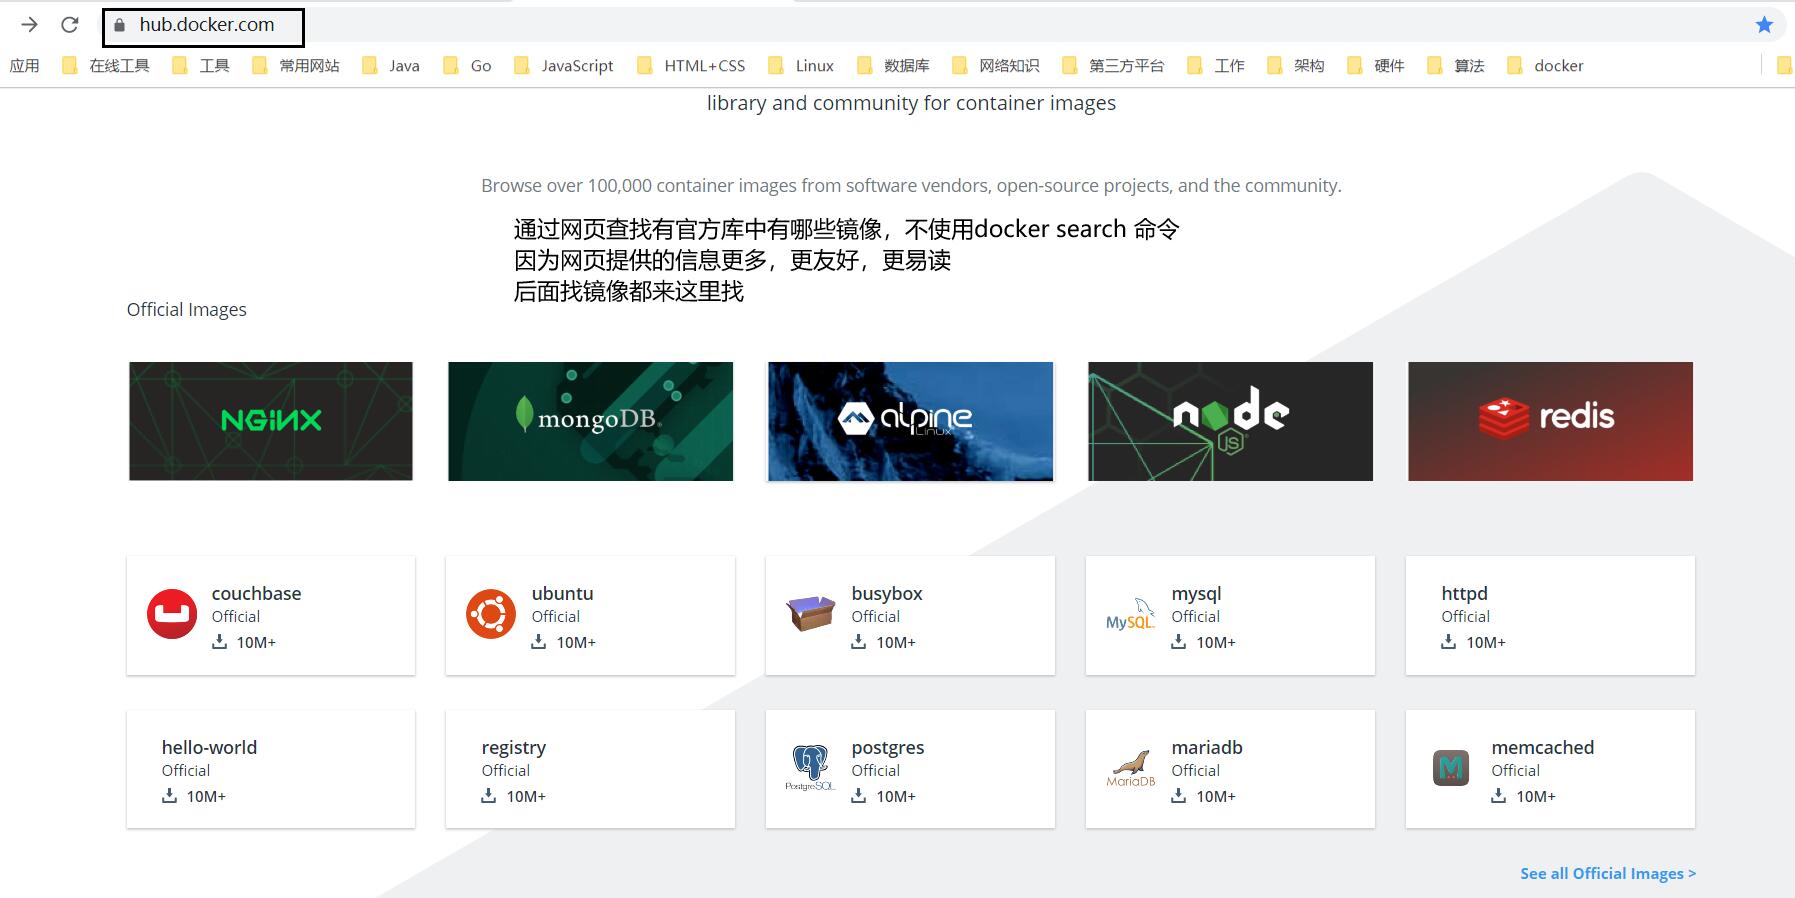 hub.docker.com
应用 在线工具 工具 常用网站 Java Go JavaScript HTML+CSS Linux 数据库 网络知识 第三方平台 工作 架构 硬件 算法 docker
library and community for container images
Browse over 100,000 container images from software vendors, open-source projects, and the community.
通过网页查找有官方库中有哪些镜像，不使用docker search 命令
因为网页提供的信息更多，更友好，更易读
后面找镜像都来这里找
Official Images
NGINX
mongoDB®
alpine
Linux
node
JS
redis
couchbase
Official
10M+
ubuntu
Official
10M+
busybox
Official
10M+
MySQL
mysql
Official
10M+
httpd
Official
10M+
hello-world
Official
10M+
registry
Official
10M+
PostgreSQL
postgres
Official
10M+
MariaDB
mariadb
Official
10M+
M
memcached
Official
10M+
See all Official Images >